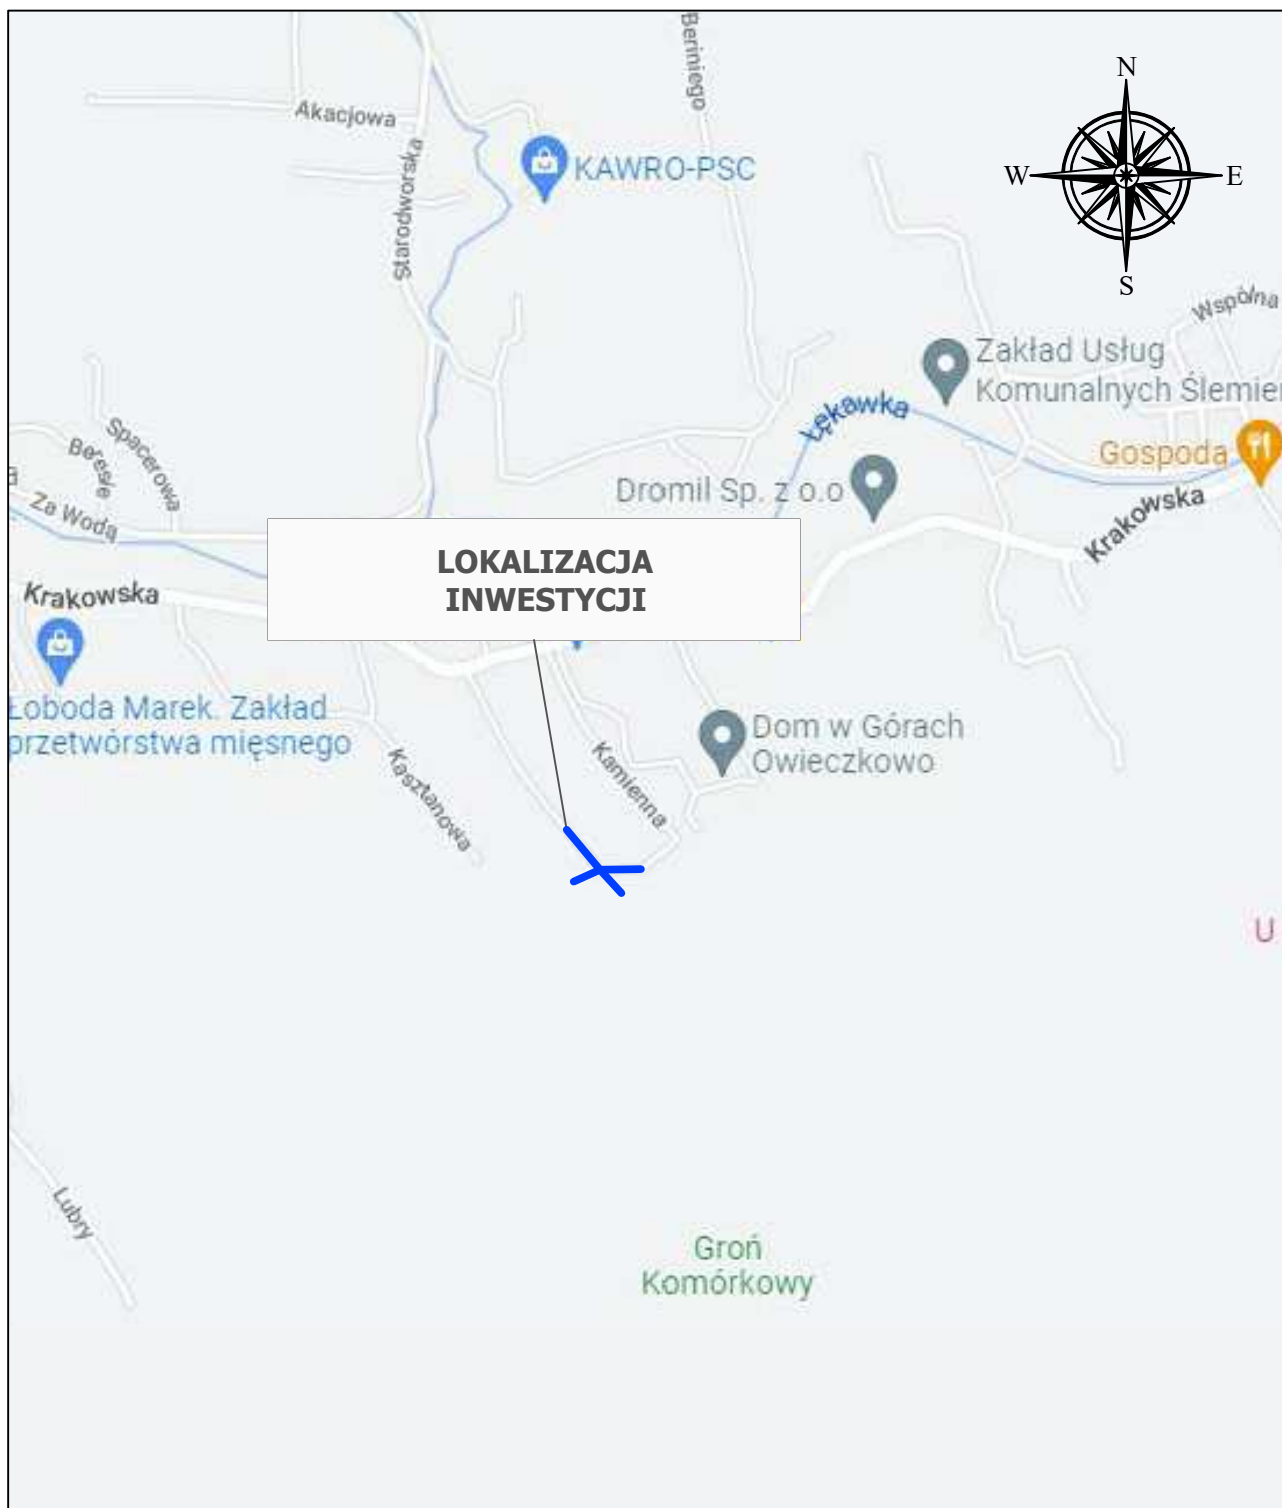 Beriniego
N
Akacjowa
KAWRO-PSC
W
E
Starodworska
S
Wspólna
Zakład Usług
Komunalnych Ślemień
Łękawka
Spacerowa
Beresie
Gospoda
Dromil Sp. z o.o
Za Wodą
Krakowska
LOKALIZACJA
INWESTYCJI
Krakowska
Łoboda Marek. Zakład
przetwórstwa mięsnego
Dom w Górach
Owieczkowo
Kamienna
Kasztanowa
U
Lubry
Groń
Komórkowy